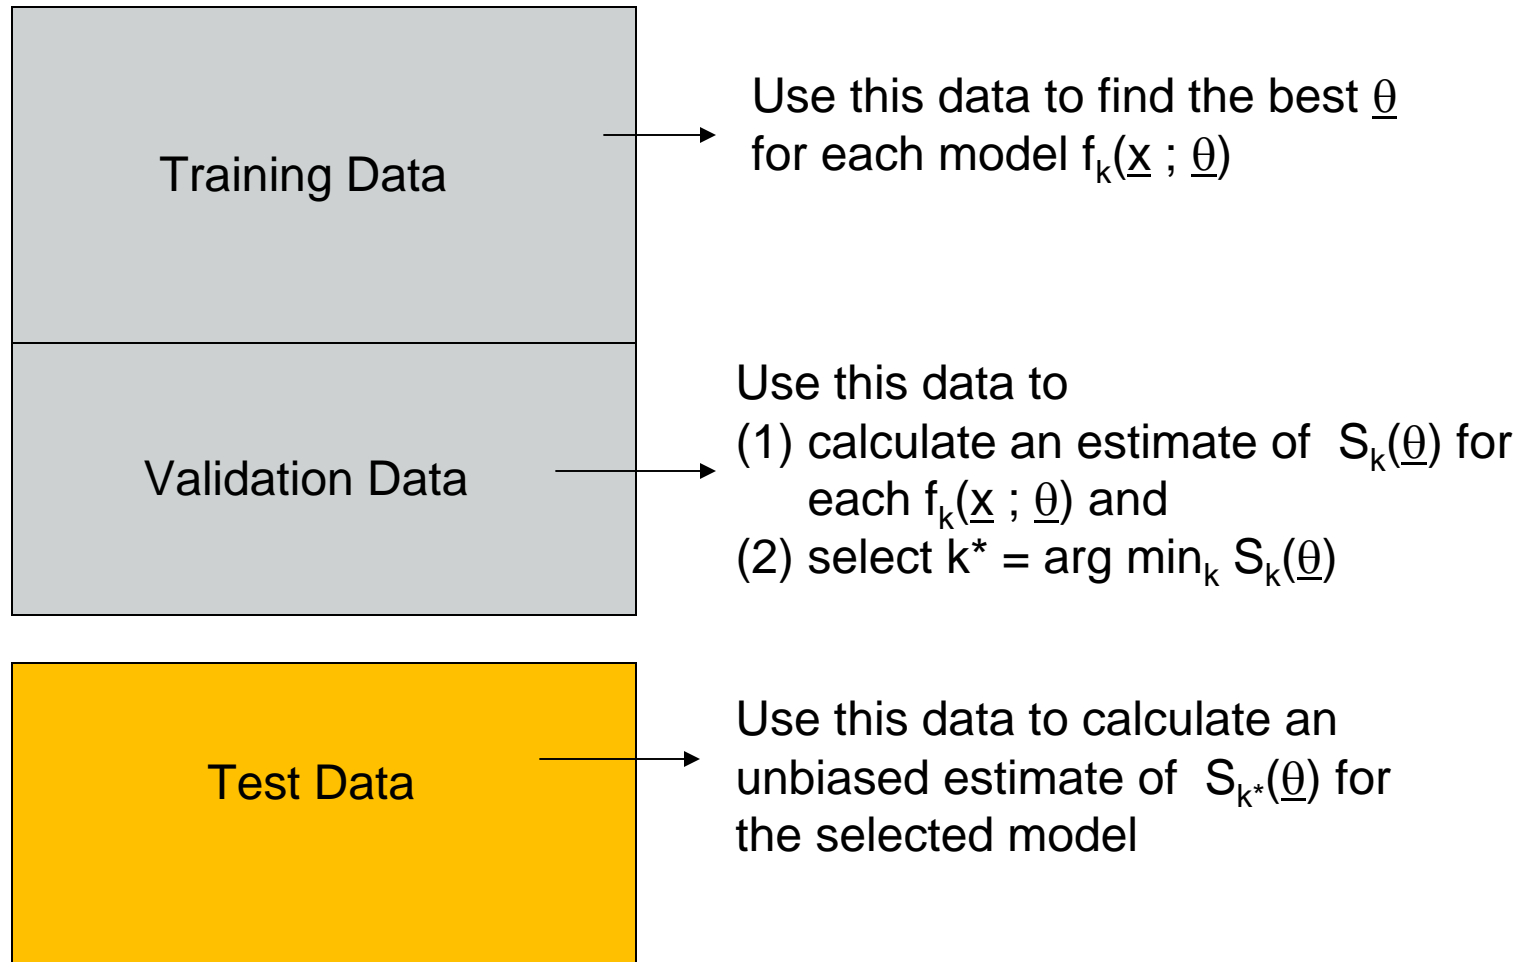 Training Data
Use this data to find the best θ
for each model fₖ(x ; θ)
Validation Data
Use this data to
(1) calculate an estimate of Sₖ(θ) for
each fₖ(x ; θ) and
(2) select k* = arg minₖ Sₖ(θ)
Test Data
Use this data to calculate an
unbiased estimate of Sₖ*(θ) for
the selected model